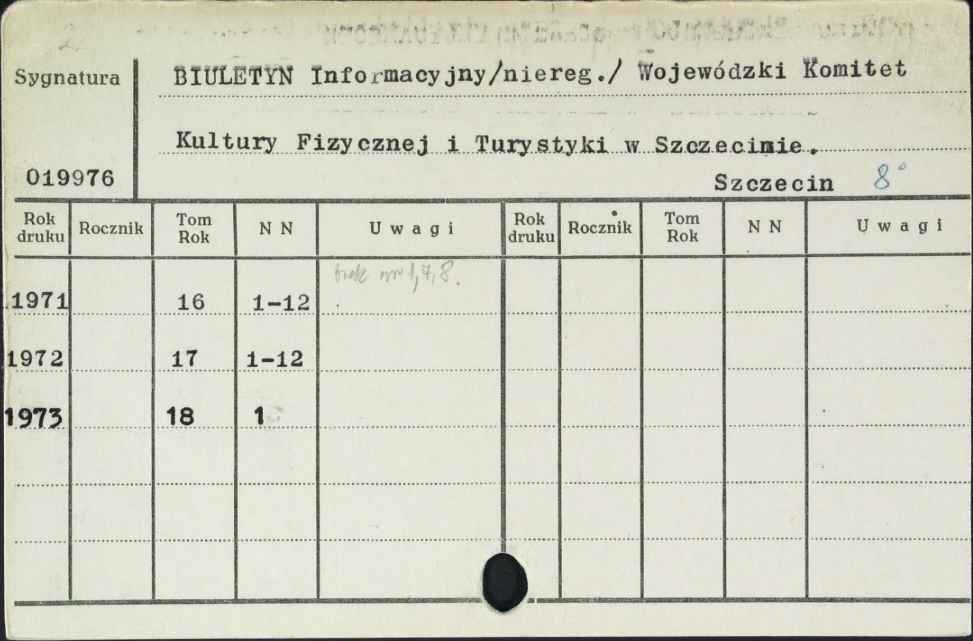 Sygnatura
BIULETYN Informacyjny/niereg./ Wojewódzki Komitet
Kultury Fizycznej i Turystyki w Szczecinie.
019976
Szczecin 8°
Rok druku Rocznik Tom Rok N N Uwagi Rok druku Rocznik Tom Rok N N Uwagi
brak nr 1,7,8.
1971 16 1-12
1972 17 1-12
1973 18 1